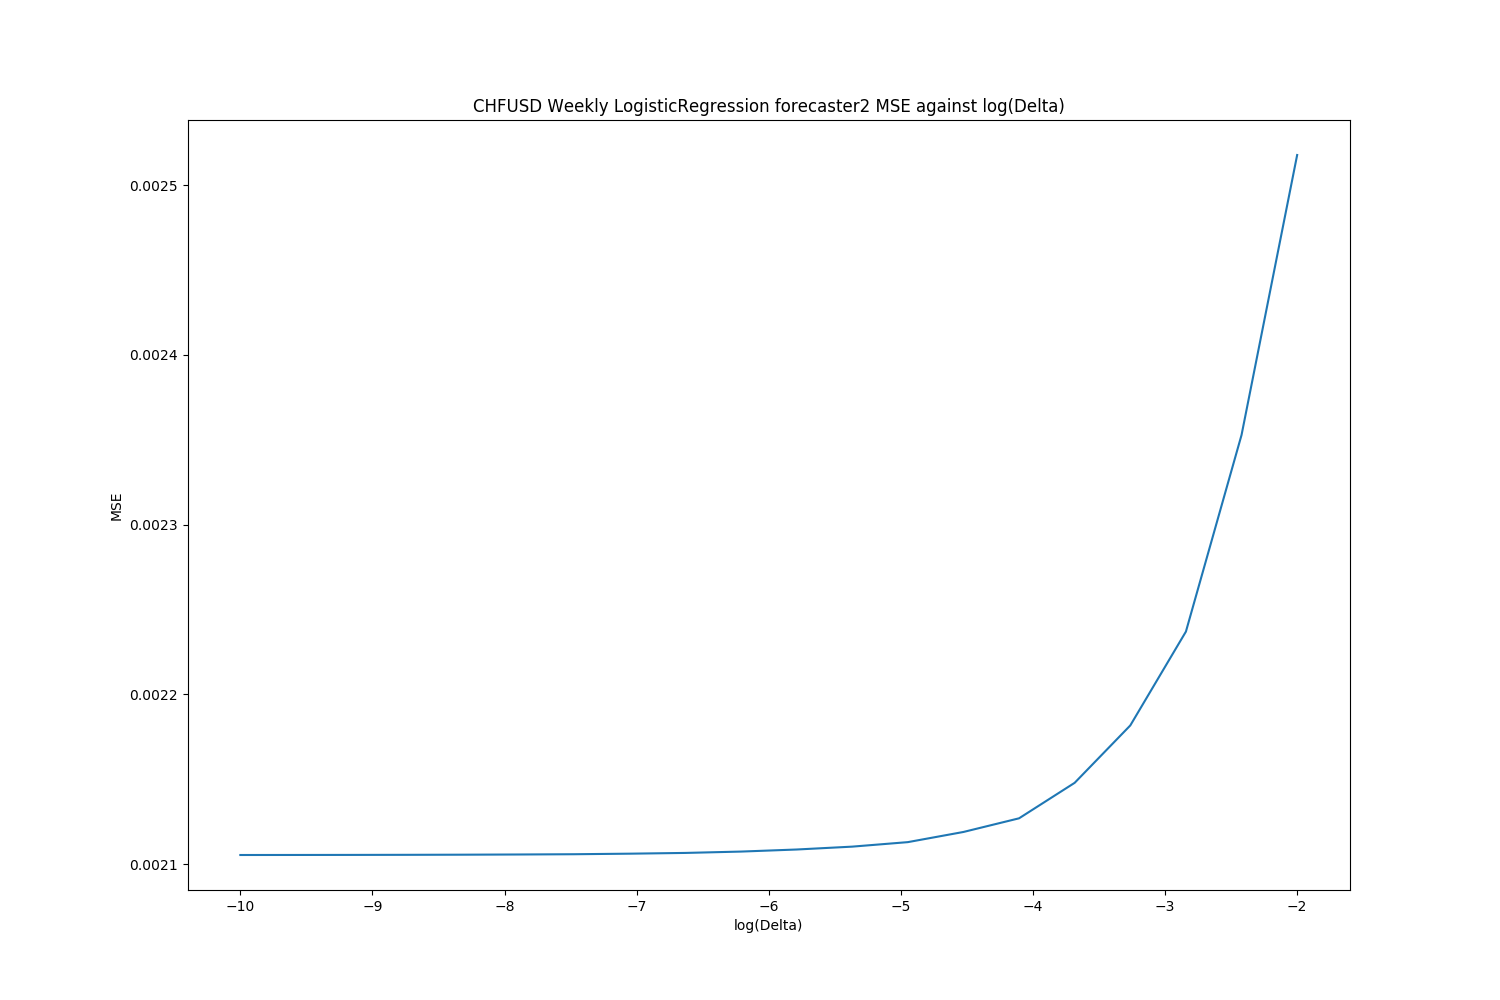 CHFUSD Weekly LogisticRegression forecaster2 MSE against log(Delta)
0.0025
0.0024
0.0023
0.0022
0.0021
MSE
−10 −9 −8 −7 −6 −5 −4 −3 −2
log(Delta)